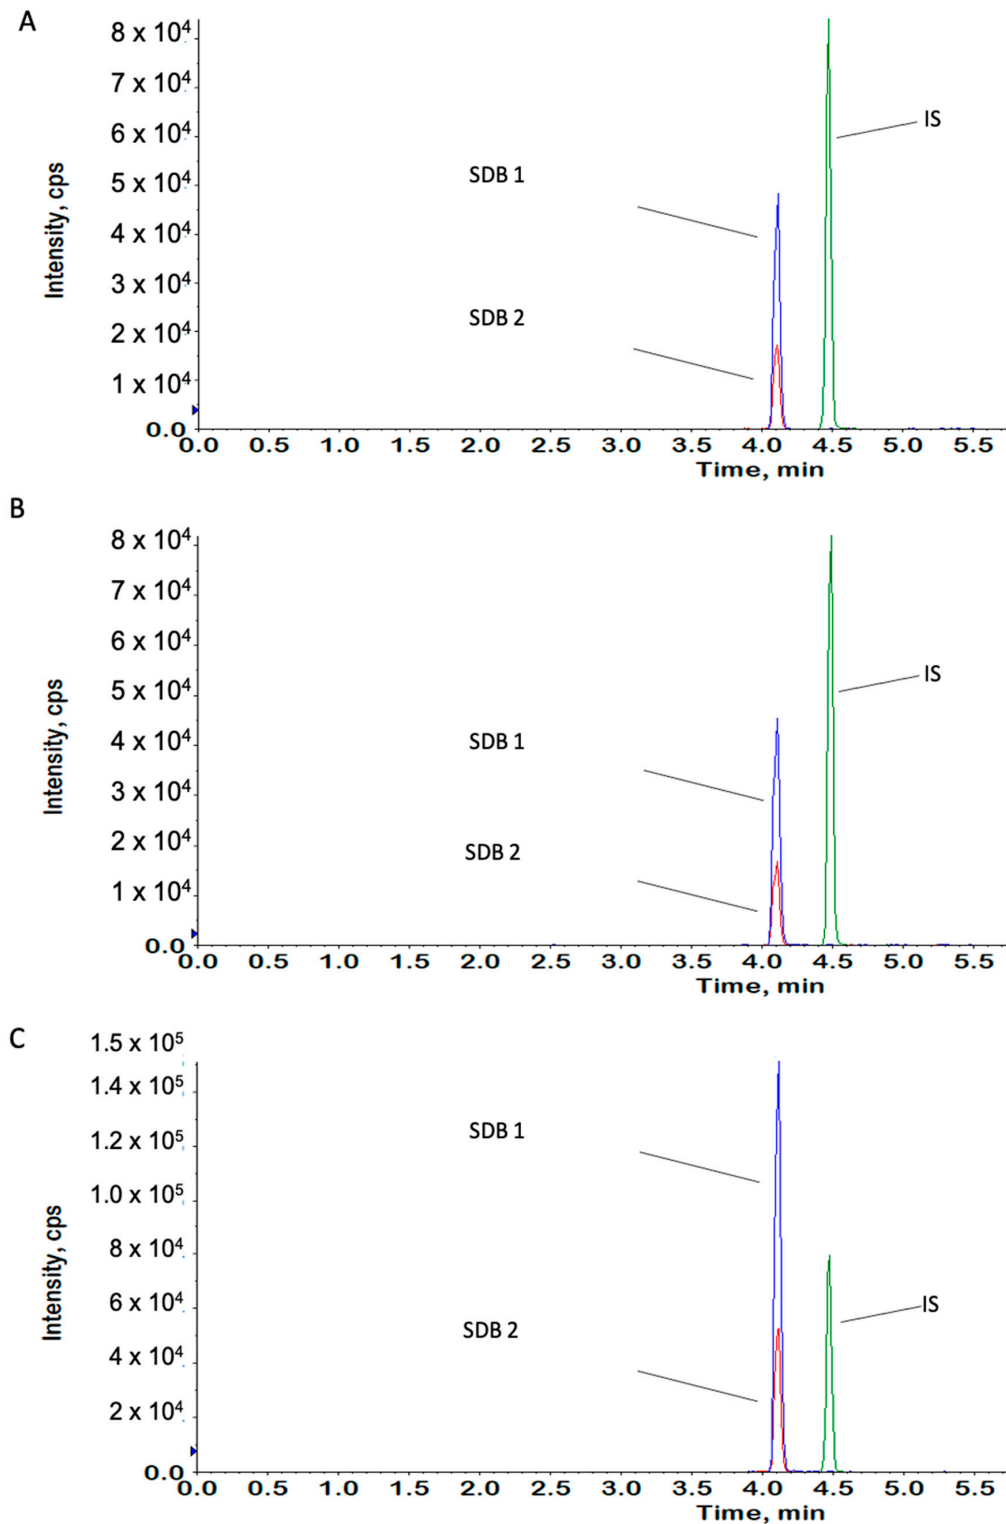 A
8 x 10⁴
7 x 10⁴
6 x 10⁴
5 x 10⁴
4 x 10⁴
3 x 10⁴
2 x 10⁴
1 x 10⁴
0.0
Intensity, cps
SDB 1
SDB 2
IS
0.0 0.5 1.0 1.5 2.0 2.5 3.0 3.5 4.0 4.5 5.0 5.5
Time, min
B
8 x 10⁴
7 x 10⁴
6 x 10⁴
5 x 10⁴
4 x 10⁴
3 x 10⁴
2 x 10⁴
1 x 10⁴
0.0
Intensity, cps
SDB 1
SDB 2
IS
0.0 0.5 1.0 1.5 2.0 2.5 3.0 3.5 4.0 4.5 5.0 5.5
Time, min
C
1.5 x 10⁵
1.4 x 10⁵
1.2 x 10⁵
1.0 x 10⁵
8 x 10⁴
6 x 10⁴
4 x 10⁴
2 x 10⁴
0.0
Intensity, cps
SDB 1
SDB 2
IS
0.0 0.5 1.0 1.5 2.0 2.5 3.0 3.5 4.0 4.5 5.0 5.5
Time, min